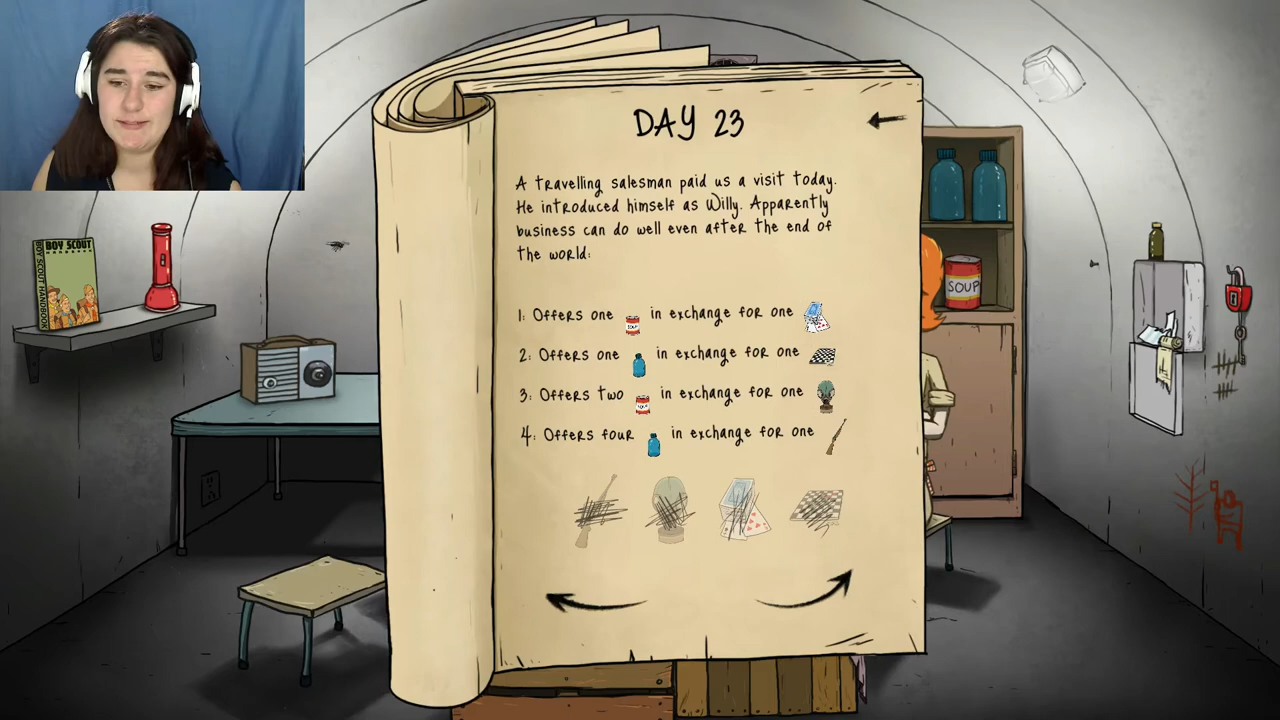 DAY 23
A travelling salesman paid us a visit today.
He introduced himself as Willy. Apparently
business can do well even after the end of
the world:
1: Offers one in exchange for one
2: Offers one in exchange for one
3: Offers two in exchange for one
4: Offers four in exchange for one
BOY SCOUT
BOY SCOUT HANDBOOK
SOUP